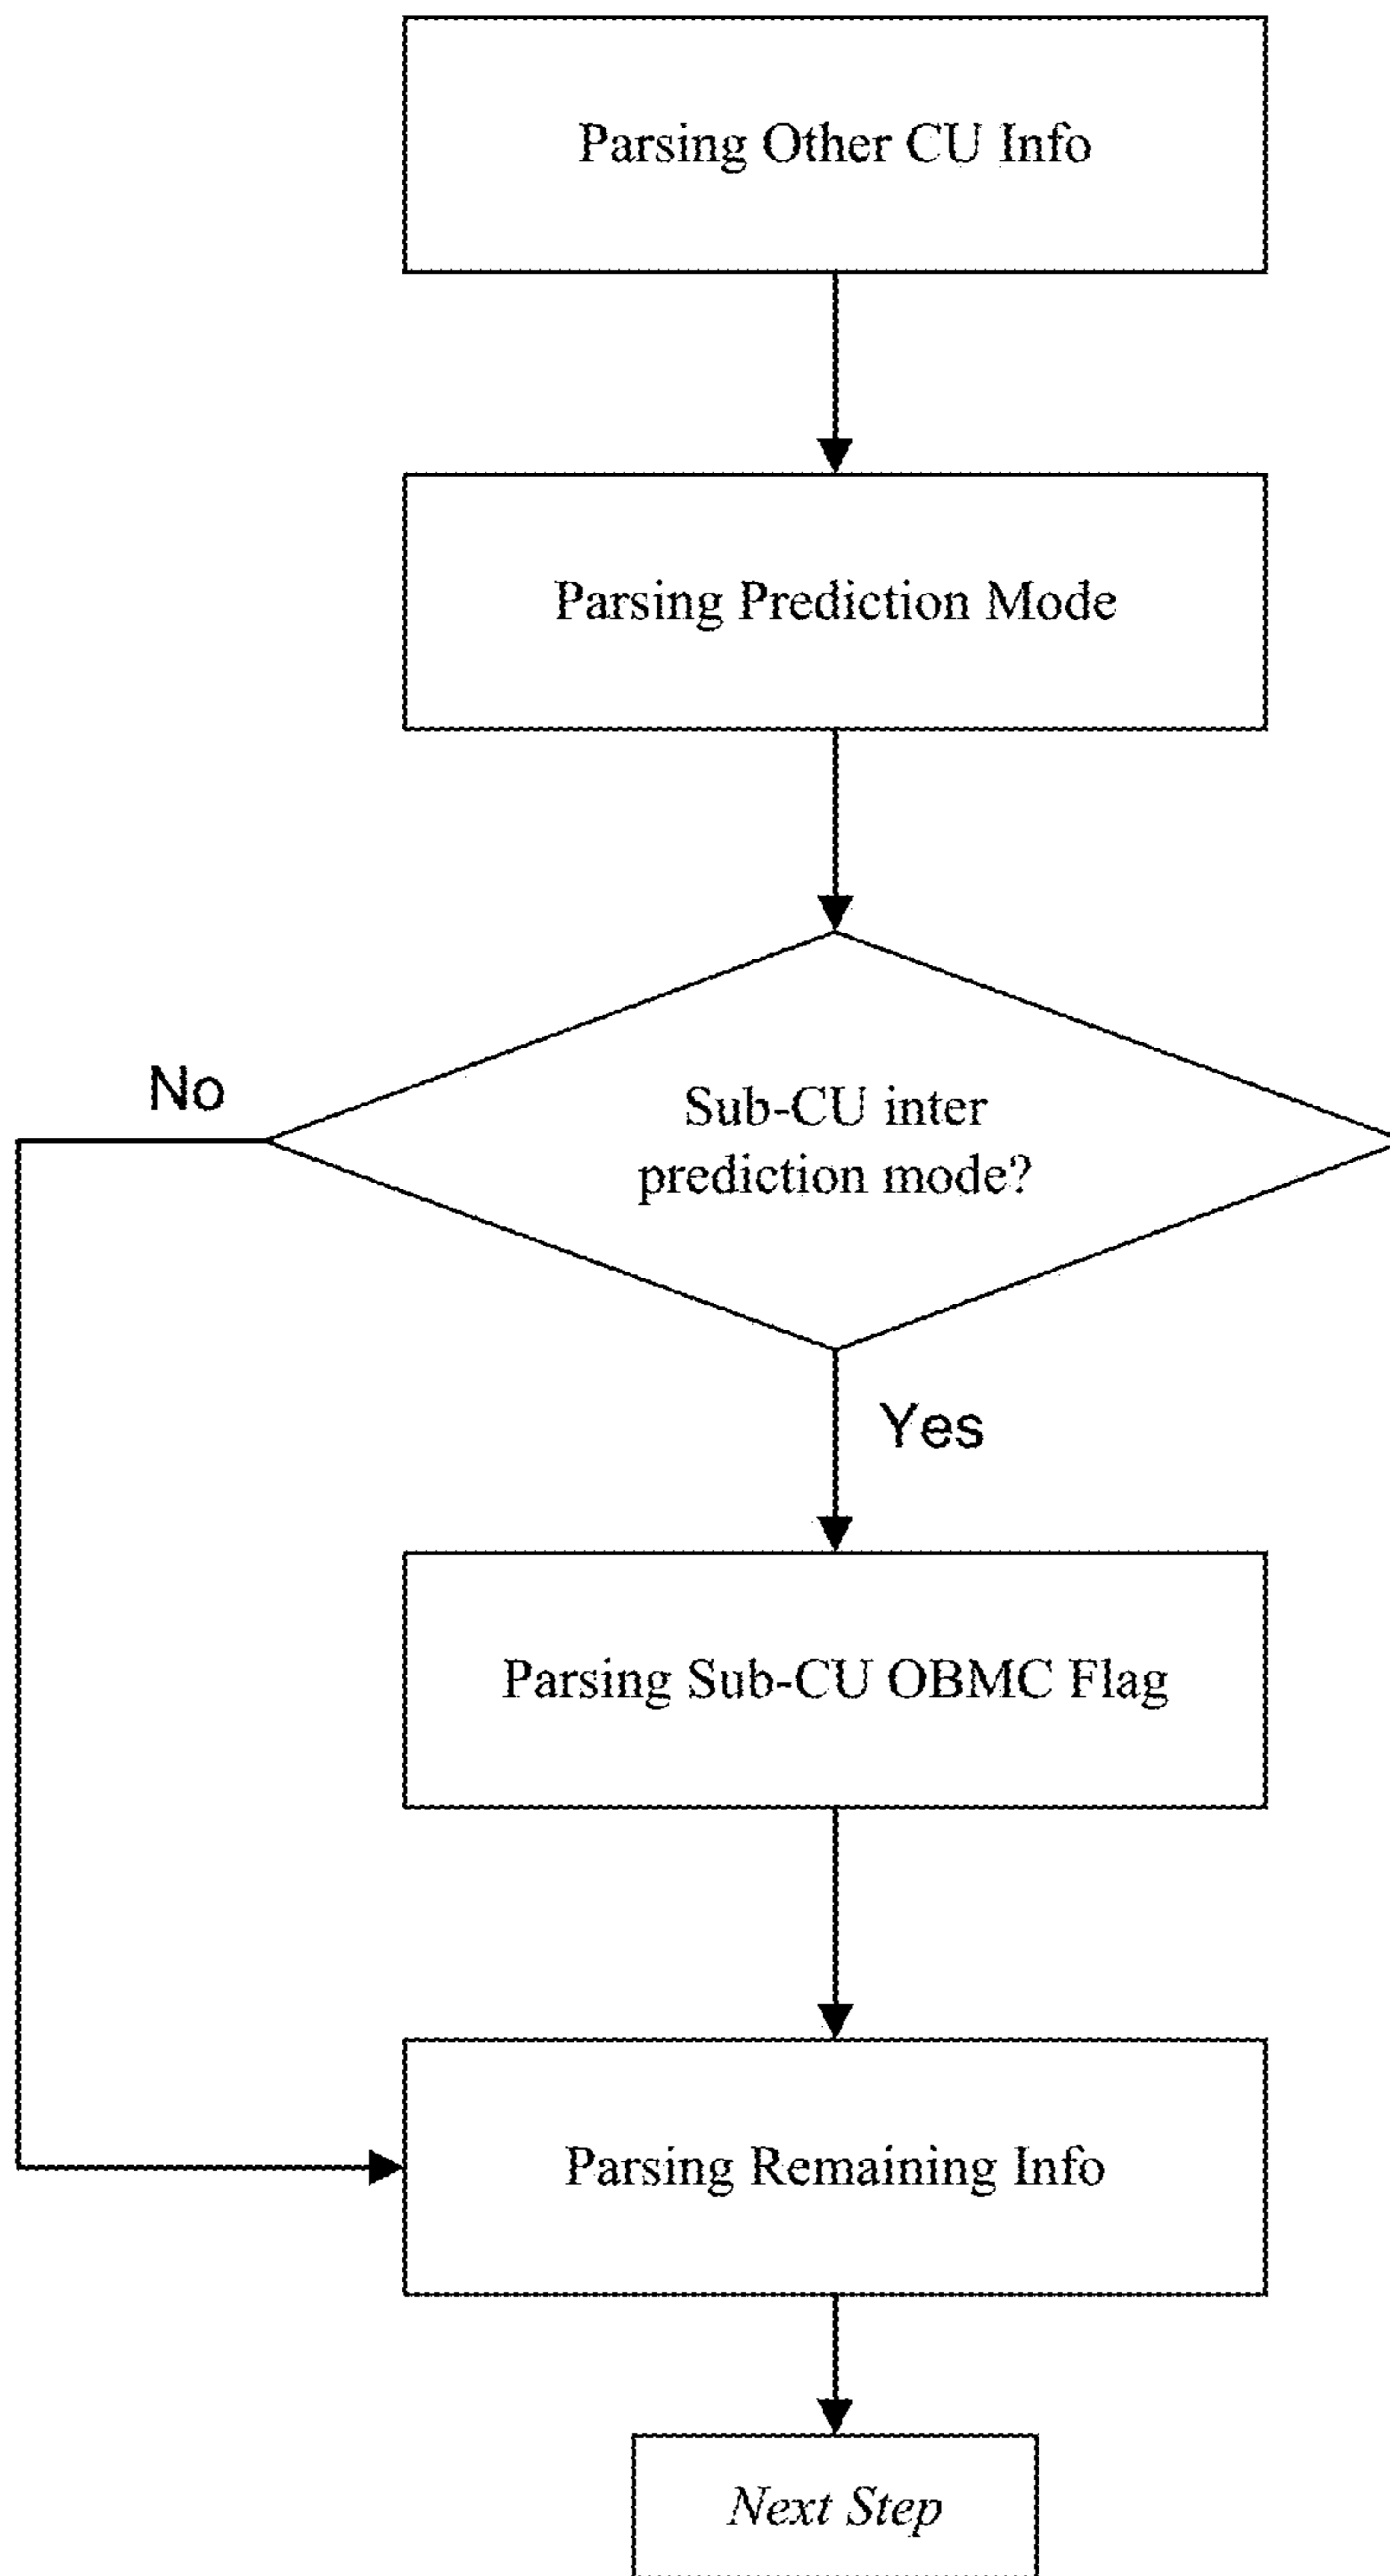 Parsing Other CU Info
Parsing Prediction Mode
No
Sub-CU inter
prediction mode?
Yes
Parsing Sub-CU OBMC Flag
Parsing Remaining Info
Next Step